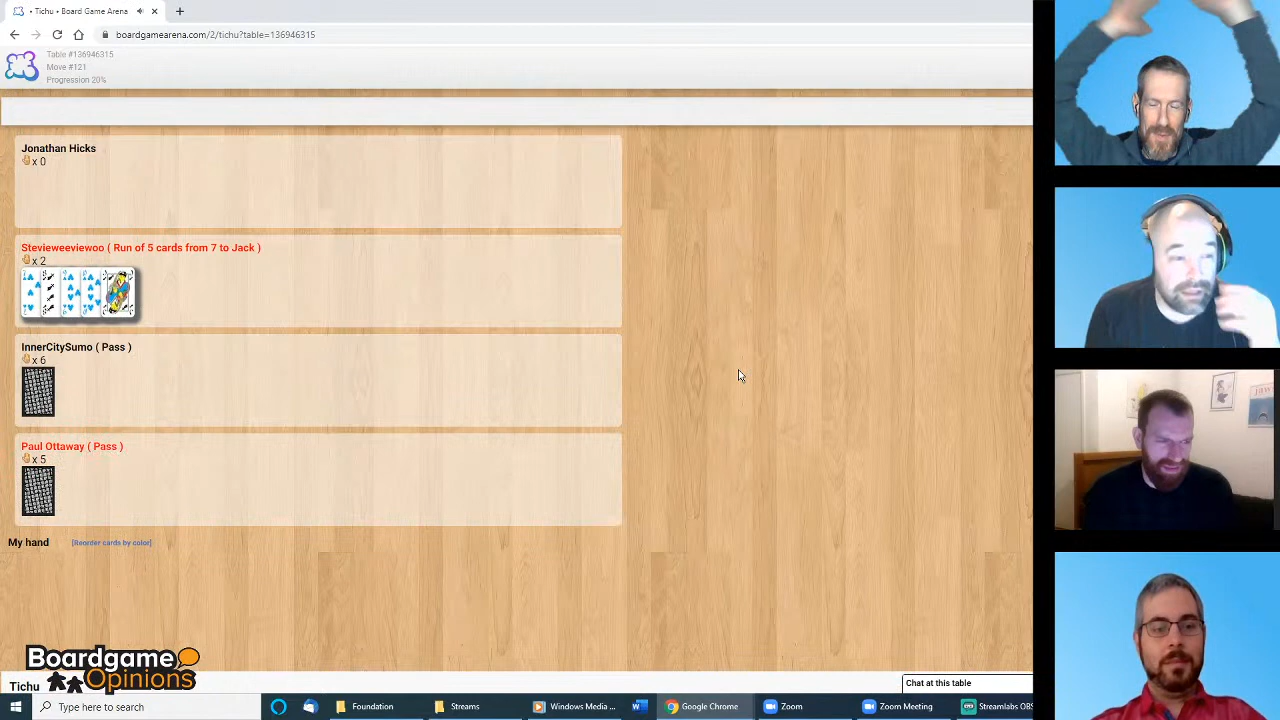 • Tichu • Board Game Arena
boardgamearena.com/2/tichu?table=136946315
Table #136946315
Move #121
Progression 20%
Jonathan Hicks
x 0
Stevieweeviewoo ( Run of 5 cards from 7 to Jack )
x 2
InnerCitySumo ( Pass )
x 6
Paul Ottaway ( Pass )
x 5
My hand [Reorder cards by color]
Boardgame
Opinions
Tichu
Chat at this table
Type here to search
Foundation
Streams
Windows Media ...
Google Chrome
Zoom
Zoom Meeting
Streamlabs OBS